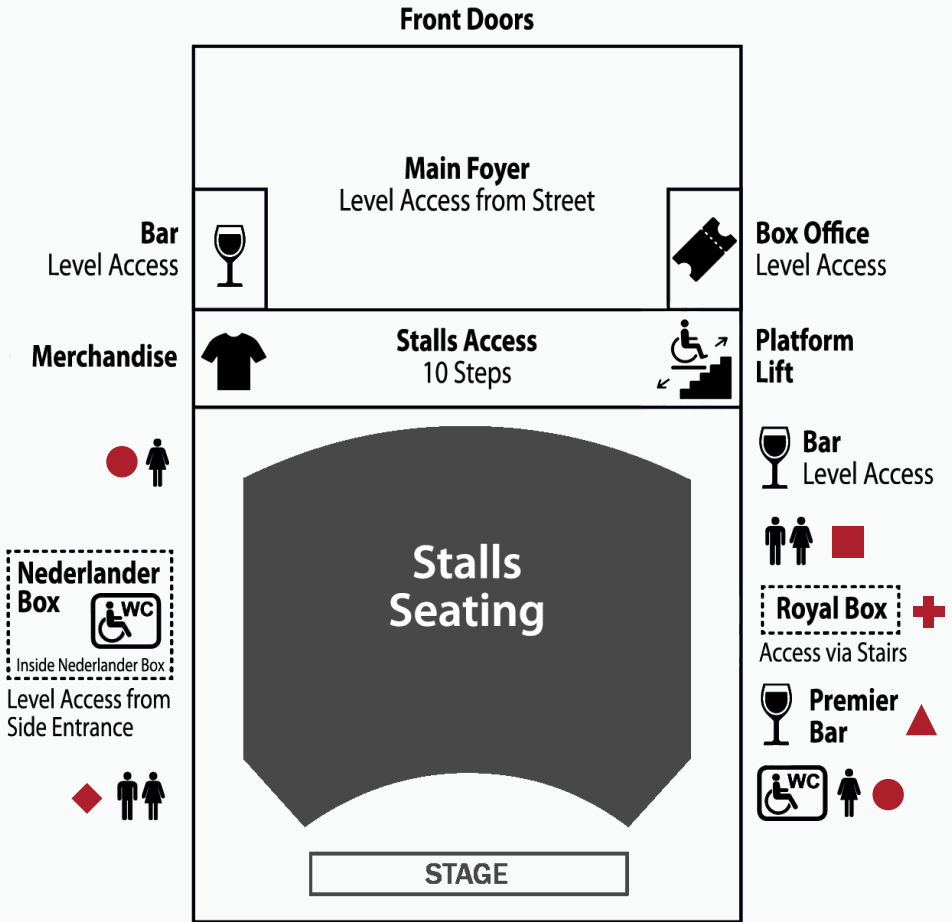 Front Doors
Main Foyer
Level Access from Street
Bar
Level Access
Box Office
Level Access
Merchandise
Stalls Access
10 Steps
Platform
Lift
Bar
Level Access
Stalls
Seating
Nederlander
Box
WC
Inside Nederlander Box
Level Access from
Side Entrance
Royal Box
Access via Stairs
Premier
Bar
WC
STAGE